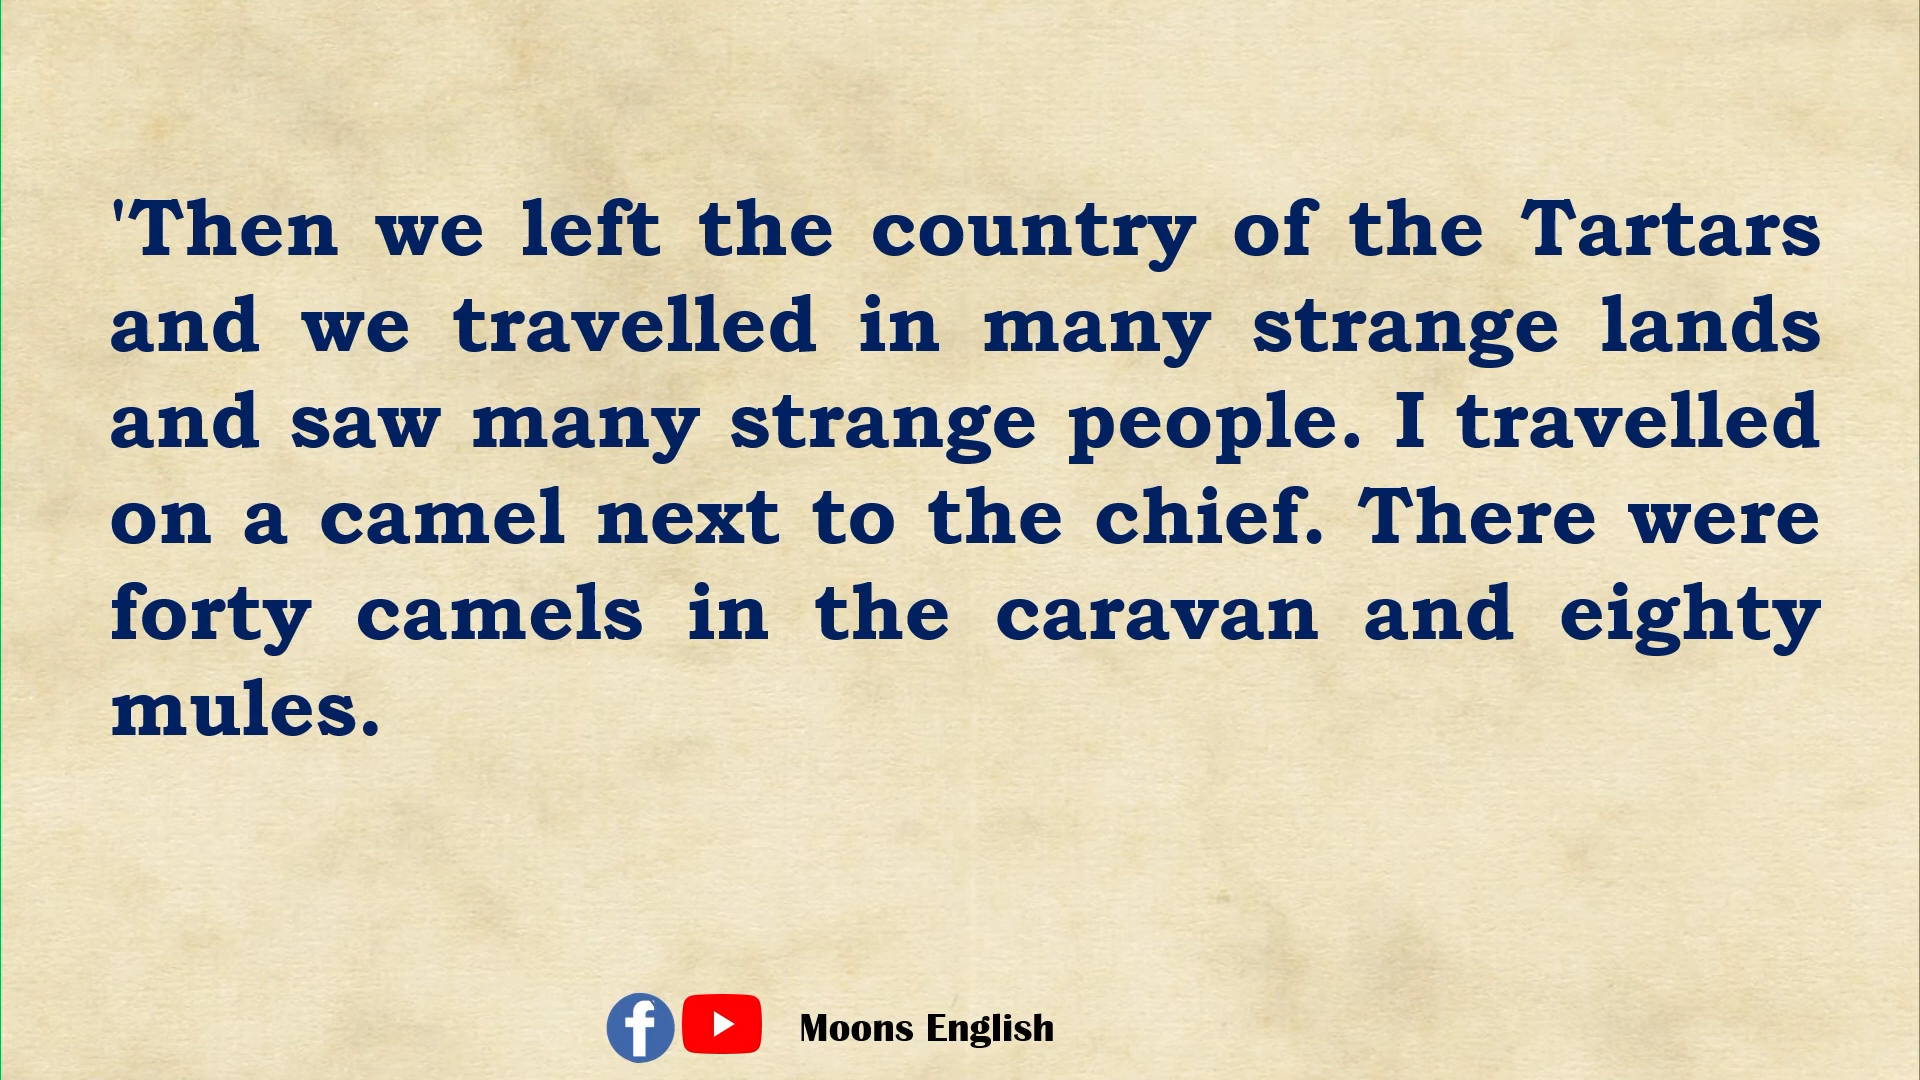 'Then we left the country of the Tartars
and we travelled in many strange lands
and saw many strange people. I travelled
on a camel next to the chief. There were
forty camels in the caravan and eighty
mules.
Moons English